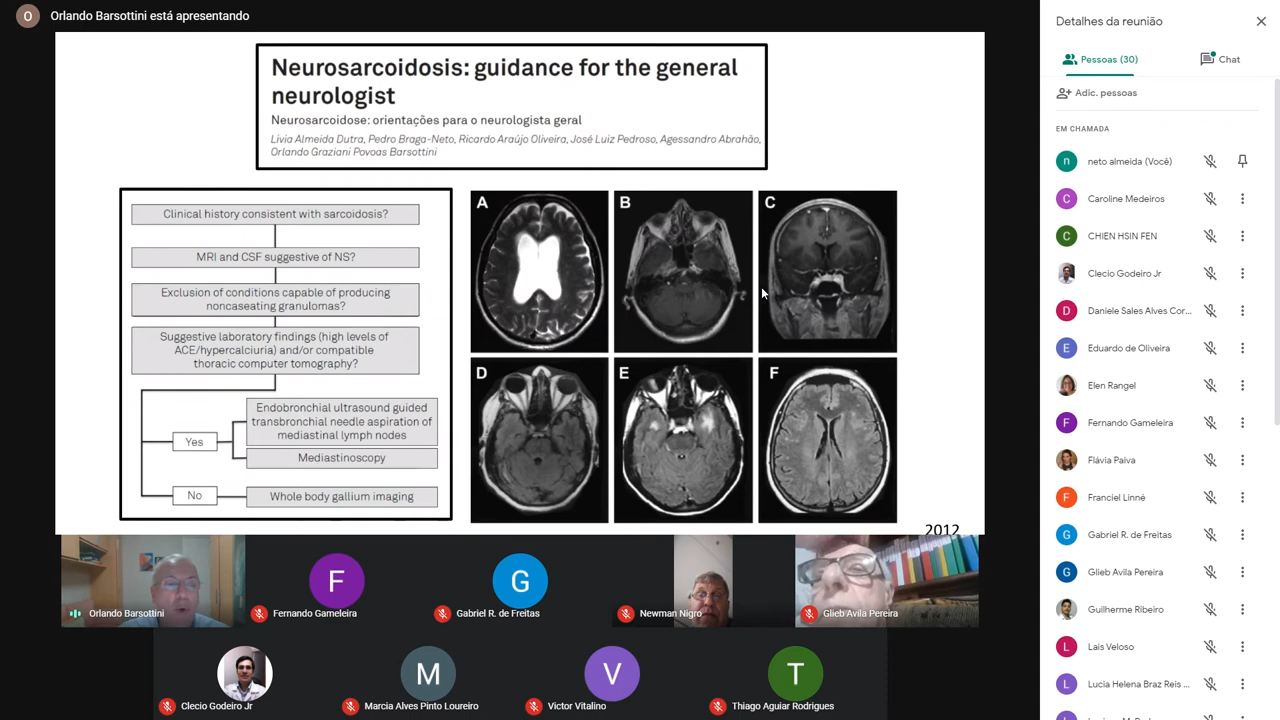 O
Orlando Barsottini está apresentando
Neurosarcoidosis: guidance for the general
neurologist
Neurosarcoidose: orientações para o neurologista geral
Livia Almeida Dutra, Pedro Braga-Neto, Ricardo Araújo Oliveira, José Luiz Pedroso, Agessandro Abrahão,
Orlando Graziani Povoas Barsottini
Clinical history consistent with sarcoidosis?
MRI and CSF suggestive of NS?
Exclusion of conditions capable of producing
noncaseating granulomas?
Suggestive laboratory findings (high levels of
ACE/hypercalciuria) and/or compatible
thoracic computer tomography?
Yes
Endobronchial ultrasound guided
transbronchial needle aspiration of
mediastinal lymph nodes
Mediastinoscopy
No
Whole body gallium imaging
A
B
C
D
E
F
2012
Orlando Barsottini
F
Fernando Gameleira
G
Gabriel R. de Freitas
Newman Nigro
Glieb Avila Pereira
Clecio Godeiro Jr
M
Marcia Alves Pinto Loureiro
V
Victor Vitalino
T
Thiago Aguiar Rodrigues
Detalhes da reunião
Pessoas (30)
Chat
Adic. pessoas
EM CHAMADA
n
neto almeida (Você)
C
Caroline Medeiros
C
CHIEN HSIN FEN
Clecio Godeiro Jr
D
Daniele Sales Alves Cor...
E
Eduardo de Oliveira
Elen Rangel
F
Fernando Gameleira
Flávia Paiva
F
Franciel Linné
G
Gabriel R. de Freitas
G
Glieb Avila Pereira
Guilherme Ribeiro
L
Lais Veloso
L
Lucia Helena Braz Reis ...